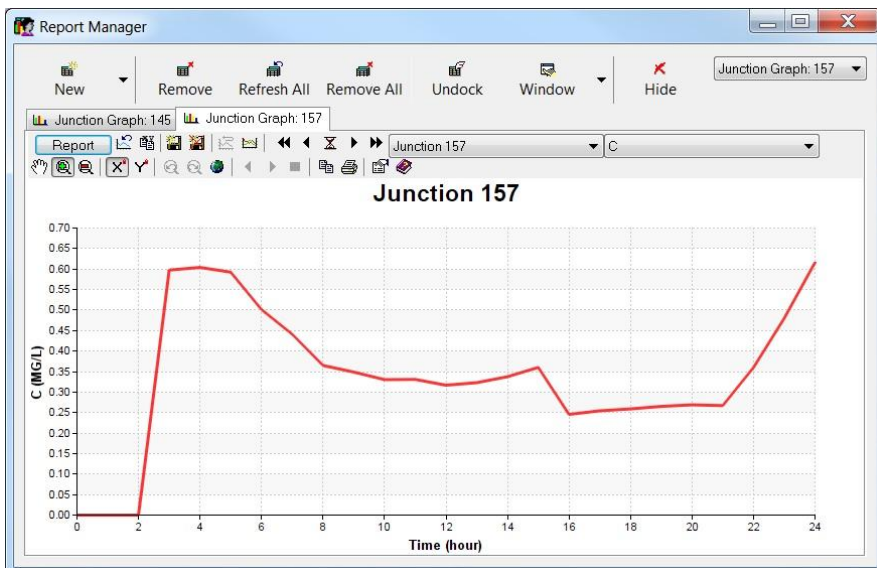 Report Manager
New Remove Refresh All Remove All Undock Window Hide Junction Graph: 157
Junction Graph: 145 Junction Graph: 157
Report Junction 157 C
X Y
Junction 157
0.70
0.65
0.60
0.55
0.50
0.45
0.40
0.35
0.30
0.25
0.20
0.15
0.10
0.05
0.00
C (MG/L)
0 2 4 6 8 10 12 14 16 18 20 22 24
Time (hour)